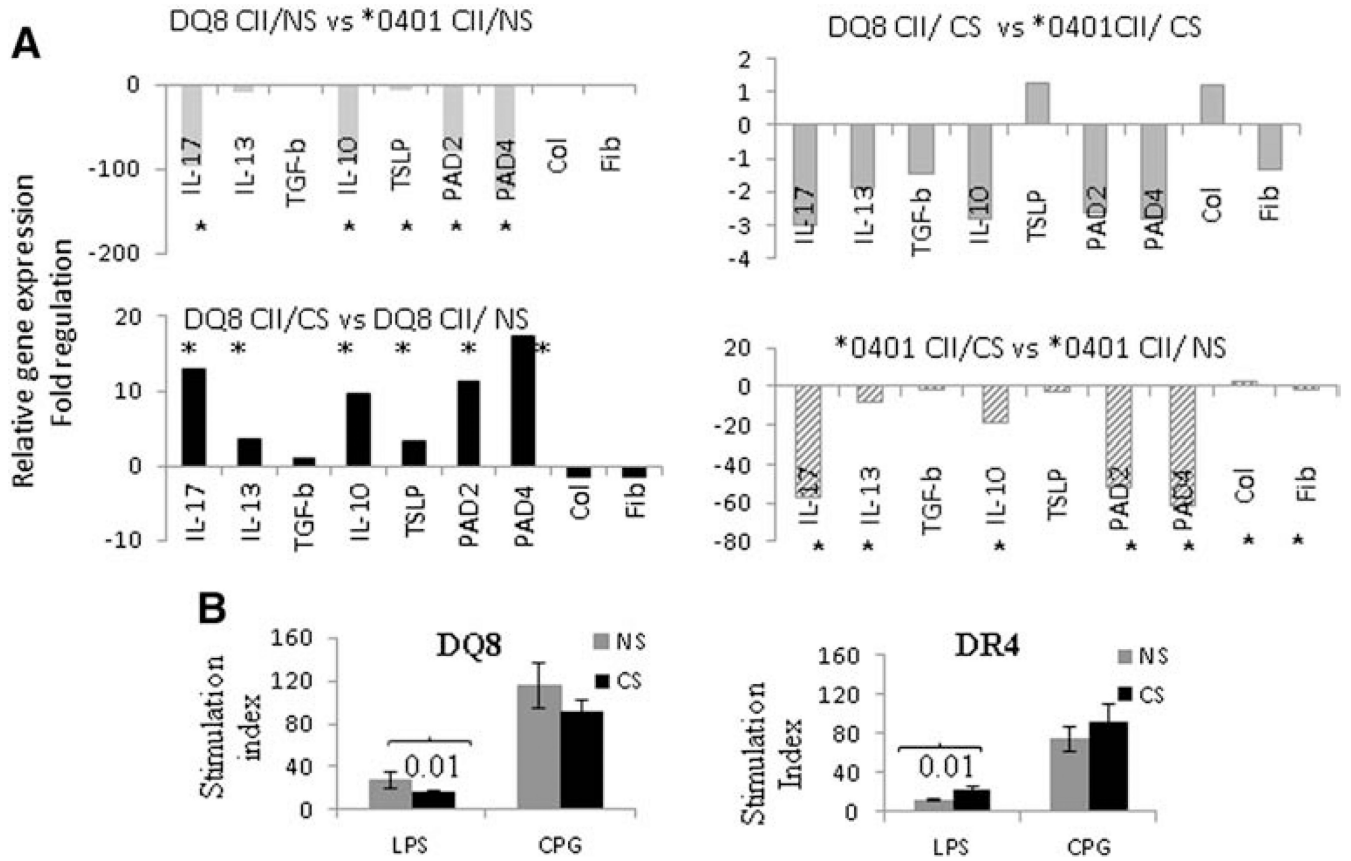 A
Relative gene expression
Fold regulation
DQ8 CII/NS vs *0401 CII/NS
0
-100
-200
IL-17
IL-13
TGF-b
IL-10
TSLP
PAD2
PAD4
Col
Fib
* * * * *
DQ8 CII/ CS vs *0401CII/ CS
2
1
0
-1
-2
-3
-4
IL-17
IL-13
TGF-b
IL-10
TSLP
PAD2
PAD4
Col
Fib
DQ8 CII/CS vs DQ8 CII/ NS
* * * * * *
20
10
0
-10
IL-17
IL-13
TGF-b
IL-10
TSLP
PAD2
PAD4
Col
Fib
*0401 CII/CS vs *0401 CII/ NS
20
0
-20
-40
-60
-80
IL-17
IL-13
TGF-b
IL-10
TSLP
PAD2
PAD4
Col
Fib
* * * * * * *
B
DQ8
Stimulation
index
160
120
80
40
0
NS
CS
0.01
LPS CPG
DR4
Stimulation
Index
160
120
80
40
0
NS
CS
0.01
LPS CPG